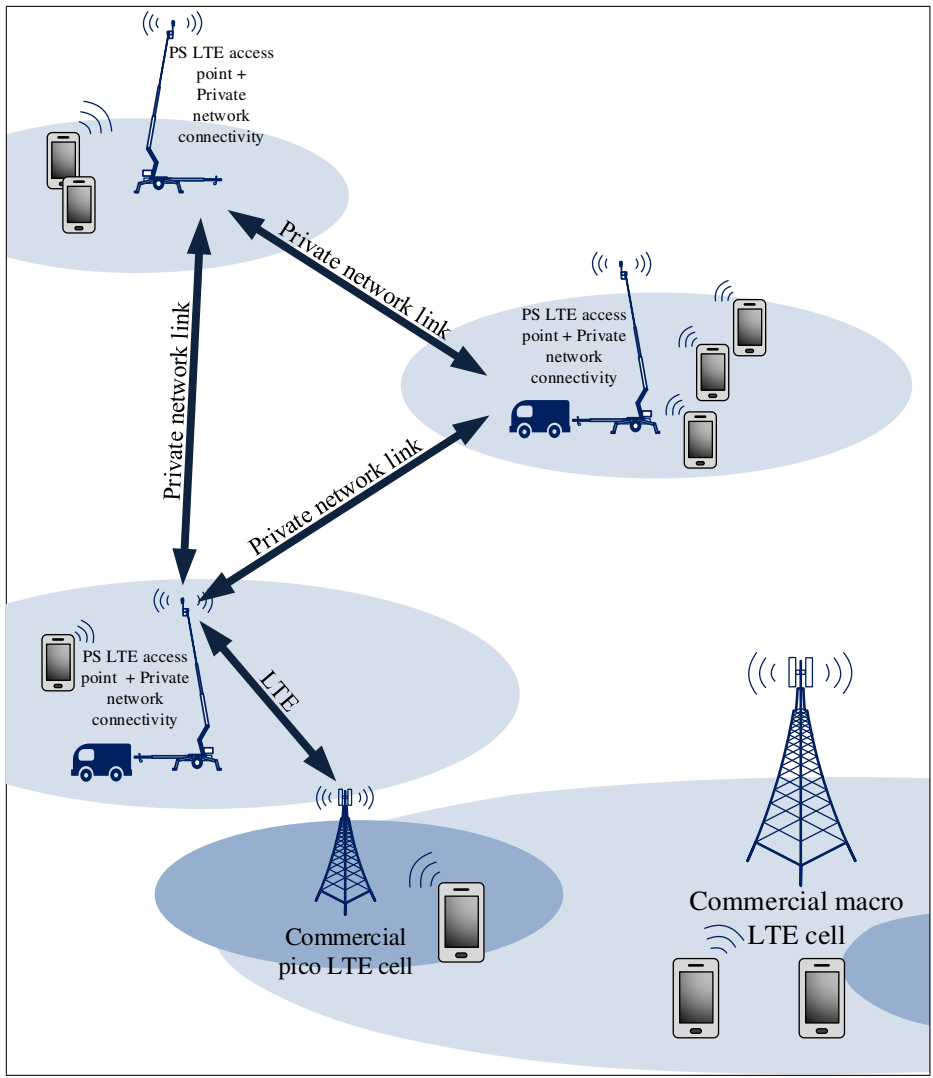 PS LTE access
point +
Private
network
connectivity
Private network link
Private network link
PS LTE access
point + Private
network
connectivity
Private network link
PS LTE access
point + Private
network
connectivity
LTE
Commercial
pico LTE cell
Commercial macro
LTE cell